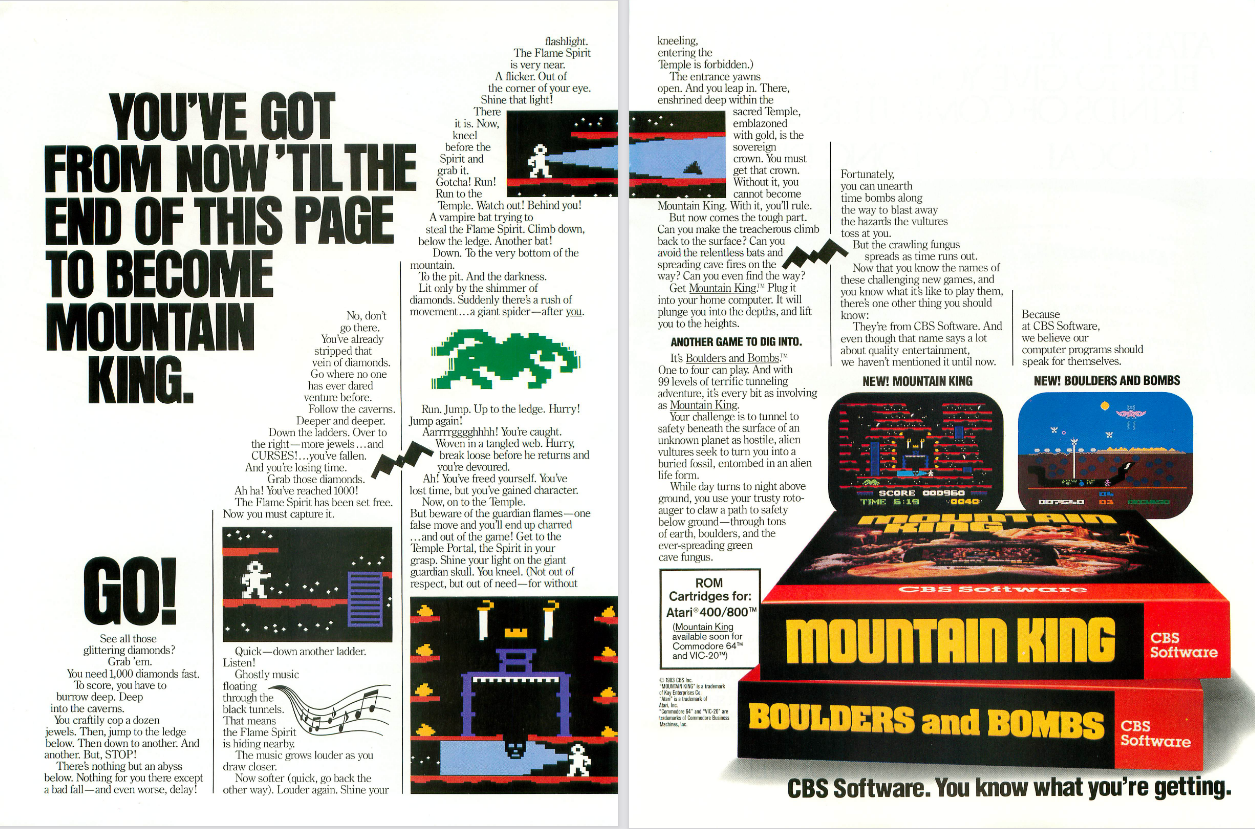 YOU'VE GOT
FROM NOW 'TIL THE
END OF THIS PAGE
TO BECOME
MOUNTAIN
KING.
GO!
See all those
glittering diamonds?
Grab 'em.
You need 1,000 diamonds fast.
To score, you have to
burrow deep. Deep
into the caverns.
You craftily cop a dozen
jewels. Then, jump to the ledge
below. Then down to another. And
another. But, STOP!
There's nothing but an abyss
below. Nothing for you there except
a bad fall—and even worse, delay!
No, don't
go there.
You've already
stripped that
vein of diamonds.
Go where no one
has ever dared
venture before.
Follow the caverns.
Deeper and deeper.
Down the ladders. Over to
the right—more jewels...and
CURSES!...you've fallen.
And you're losing time.
Grab those diamonds.
Ah ha! You've reached 1000!
The Flame Spirit has been set free.
Now you must capture it.
Quick—down another ladder.
Listen!
Ghostly music
floating
through the
black tunnels.
That means
the Flame Spirit
is hiding nearby.
The music grows louder as you
draw closer.
Now softer (quick, go back the
other way). Louder again. Shine your
flashlight.
The Flame Spirit
is very near.
A flicker. Out of
the corner of your eye.
Shine that light!
There
it is. Now,
kneel
before the
Spirit and
grab it.
Gotcha! Run!
Run to the
Temple. Watch out! Behind you!
A vampire bat trying to
steal the Flame Spirit. Climb down,
below the ledge. Another bat!
Down. To the very bottom of the
mountain.
To the pit. And the darkness.
Lit only by the shimmer of
diamonds. Suddenly there's a rush of
movement...a giant spider—after you.
Run. Jump. Up to the ledge. Hurry!
Jump again!
Aarrrrggghhhh! You're caught.
Woven in a tangled web. Hurry,
break loose before he returns and
you're devoured.
Ah! You've freed yourself. You've
lost time, but you've gained character.
Now, on to the Temple.
But beware of the guardian flames—one
false move and you'll end up charred
...and out of the game! Get to the
Temple Portal, the Spirit in your
grasp. Shine your light on the giant
guardian skull. You kneel. (Not out of
respect, but out of need—for without
kneeling,
entering the
Temple is forbidden.)
The entrance yawns
open. And you leap in. There,
enshrined deep within the
sacred Temple,
emblazoned
with gold, is the
sovereign
crown. You must
get that crown.
Without it, you
cannot become
Mountain King. With it, you'll rule.
But now comes the tough part.
Can you make the treacherous climb
back to the surface? Can you
avoid the relentless bats and
spreading cave fires on the
way? Can you even find the way?
Get Mountain King.™ Plug it
into your home computer. It will
plunge you into the depths, and lift
you to the heights.
ANOTHER GAME TO DIG INTO.
It's Boulders and Bombs.™
One to four can play. And with
99 levels of terrific tunneling
adventure, it's every bit as involving
as Mountain King.
Your challenge is to tunnel to
safety beneath the surface of an
unknown planet as hostile, alien
vultures seek to turn you into a
buried fossil, entombed in an alien
life form.
While day turns to night above
ground, you use your trusty roto-
auger to claw a path to safety
below ground—through tons
of earth, boulders, and the
ever-spreading green
cave fungus.
Fortunately,
you can unearth
time bombs along
the way to blast away
the hazards the vultures
toss at you.
But the crawling fungus
spreads as time runs out.
Now that you know the names of
these challenging new games, and
you know what it's like to play them,
there's one other thing you should
know:
They're from CBS Software. And
even though that name says a lot
about quality entertainment,
we haven't mentioned it until now.
Because
at CBS Software,
we believe our
computer programs should
speak for themselves.
NEW! MOUNTAIN KING
NEW! BOULDERS AND BOMBS
SCORE 000960
TIME 6:19 0040
ROM
Cartridges for:
Atari® 400/800™
(Mountain King
available soon for
Commodore 64™
and VIC-20™)
© 1983 CBS Inc.
"MOUNTAIN KING" is a trademark
of Key Enterprises Co.
"Atari" is a trademark of
Atari, Inc.
"Commodore 64" and "VIC-20" are
trademarks of Commodore Business
Machines, Inc.
MOUNTAIN
KING
CBS Software
MOUNTAIN KING
CBS
Software
BOULDERS and BOMBS
CBS
Software
CBS Software. You know what you're getting.